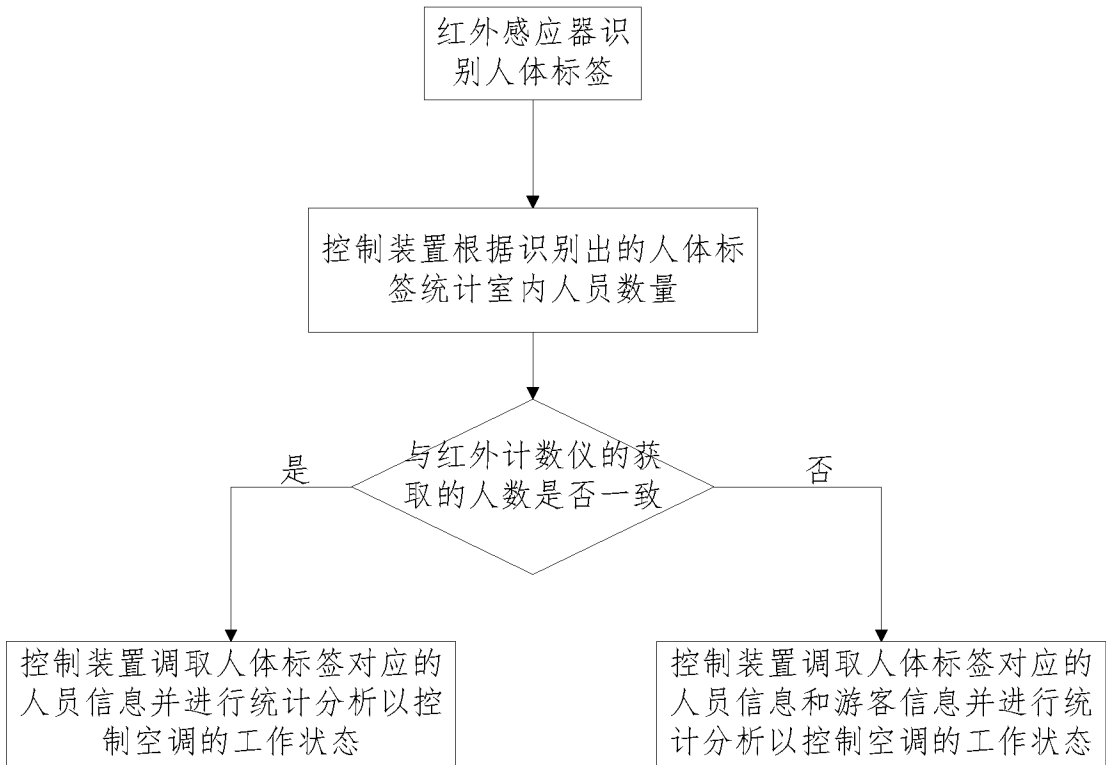 红外感应器识
别人体标签
控制装置根据识别出的人体标
签统计室内人员数量
与红外计数仪的获
取的人数是否一致
是
否
控制装置调取人体标签对应的
人员信息并进行统计分析以控
制空调的工作状态
控制装置调取人体标签对应的
人员信息和游客信息并进行统
计分析以控制空调的工作状态